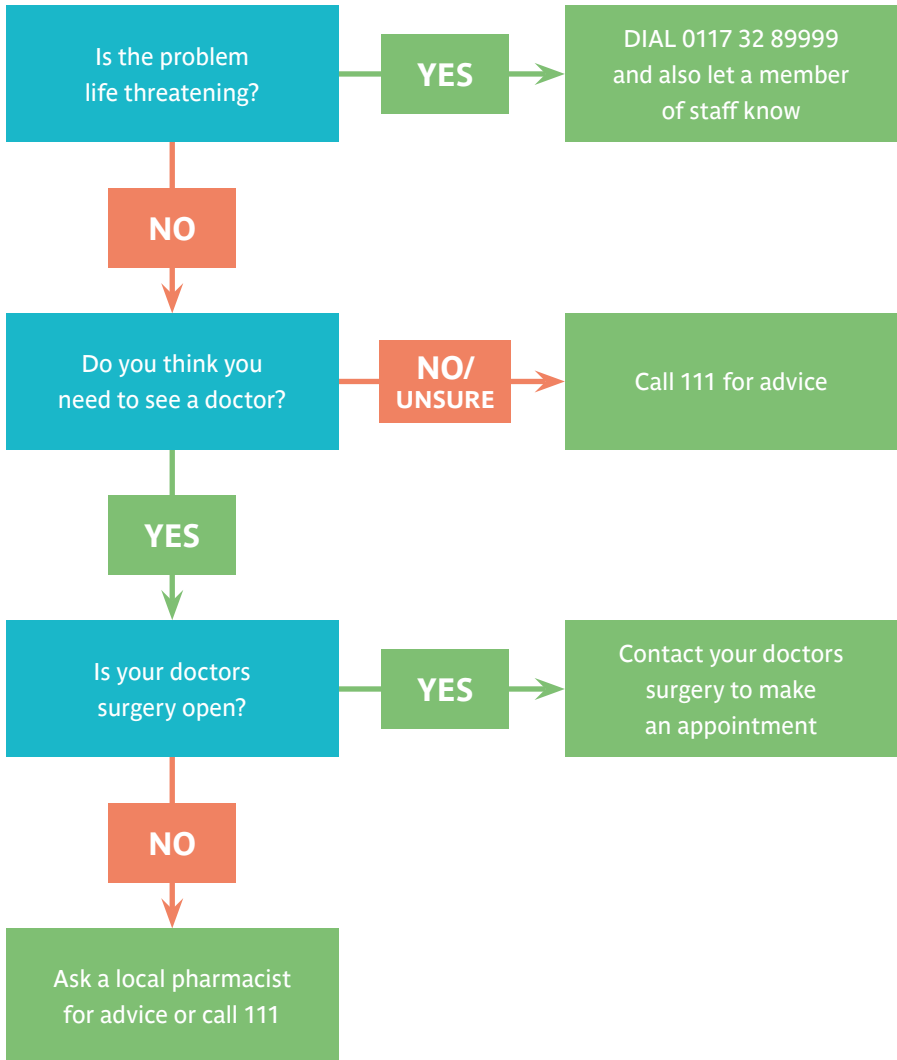 Is the problem
life threatening?
YES
DIAL 0117 32 89999
and also let a member
of staff know
NO
Do you think you
need to see a doctor?
NO/
UNSURE
Call 111 for advice
YES
Is your doctors
surgery open?
YES
Contact your doctors
surgery to make
an appointment
NO
Ask a local pharmacist
for advice or call 111